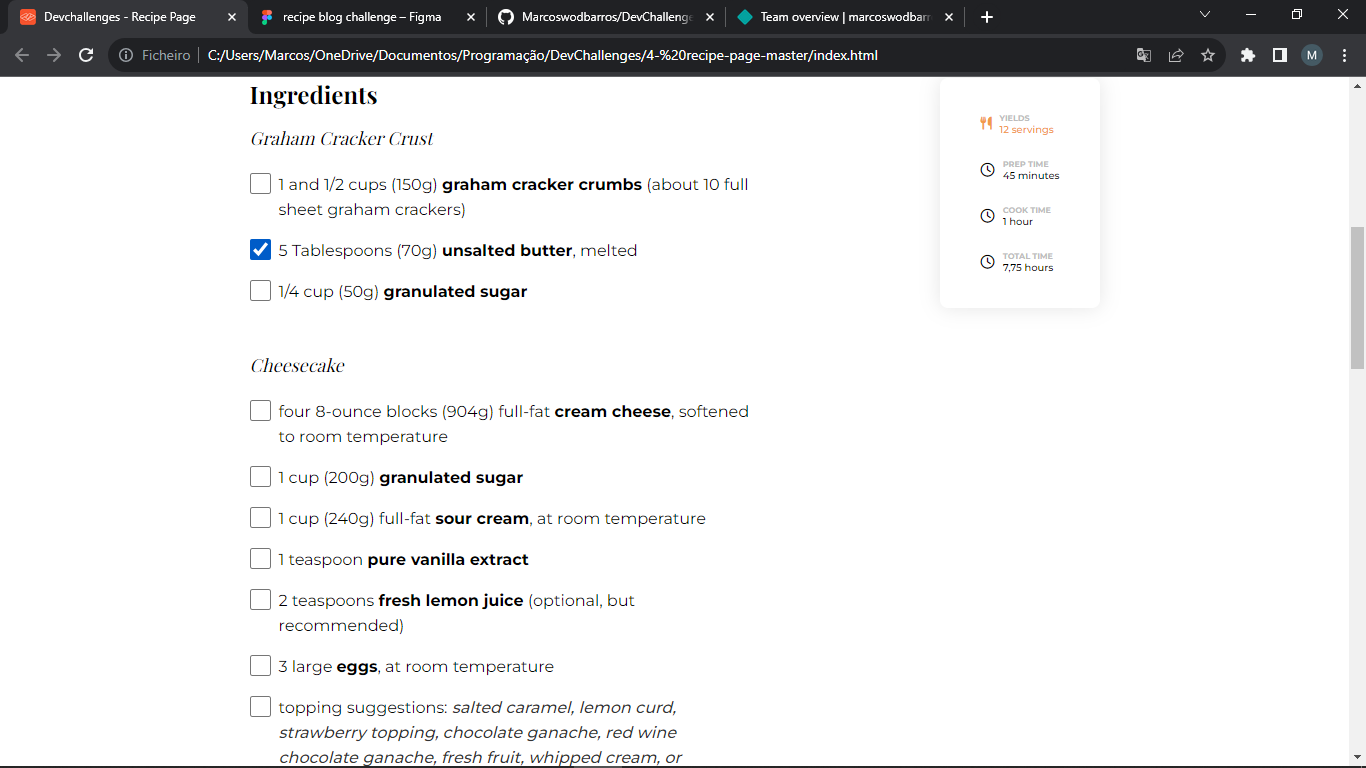 Devchallenges - Recipe Page
recipe blog challenge – Figma
Marcoswodbarros/DevChallenge
Team overview | marcoswodbarr
Ficheiro
C:/Users/Marcos/OneDrive/Documentos/Programação/DevChallenges/4-%20recipe-page-master/index.html
M
Ingredients
Graham Cracker Crust
1 and 1/2 cups (150g) graham cracker crumbs (about 10 full
sheet graham crackers)
5 Tablespoons (70g) unsalted butter, melted
1/4 cup (50g) granulated sugar
Cheesecake
four 8-ounce blocks (904g) full-fat cream cheese, softened
to room temperature
1 cup (200g) granulated sugar
1 cup (240g) full-fat sour cream, at room temperature
1 teaspoon pure vanilla extract
2 teaspoons fresh lemon juice (optional, but
recommended)
3 large eggs, at room temperature
topping suggestions: salted caramel, lemon curd,
strawberry topping, chocolate ganache, red wine
chocolate ganache, fresh fruit, whipped cream, or
YIELDS
12 servings
PREP TIME
45 minutes
COOK TIME
1 hour
TOTAL TIME
7,75 hours